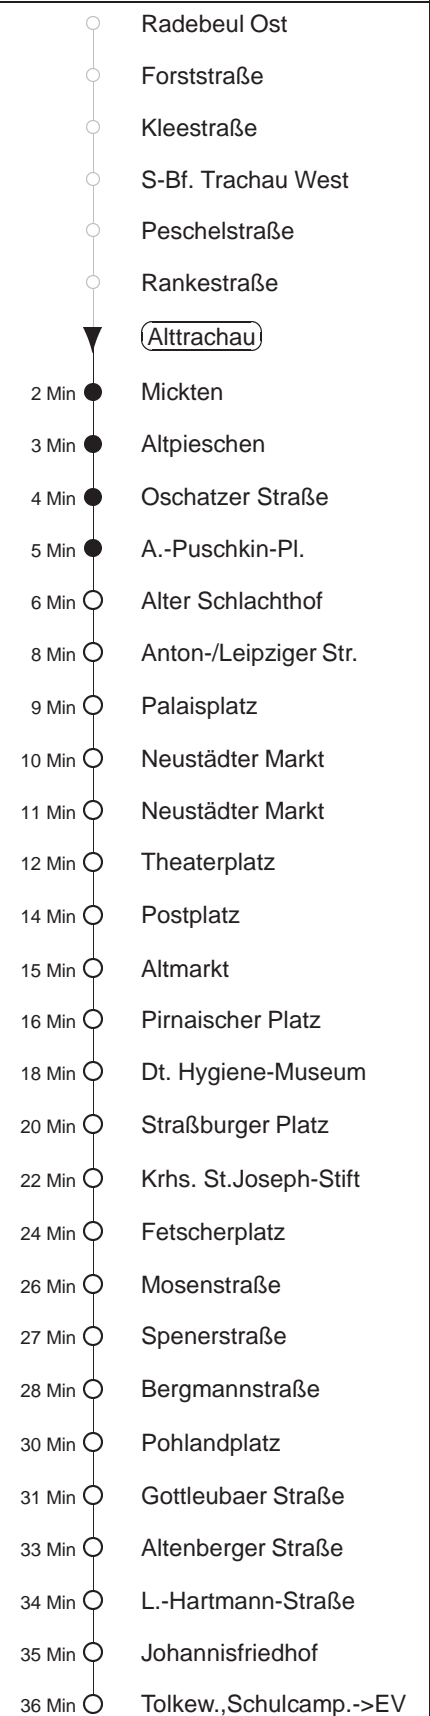 Radebeul Ost
Forststraße
Kleestraße
S-Bf. Trachau West
Peschelstraße
Rankestraße
Alttrachau
2 Min Mickten
3 Min Altpieschen
4 Min Oschatzer Straße
5 Min A.-Puschkin-Pl.
6 Min Alter Schlachthof
8 Min Anton-/Leipziger Str.
9 Min Palaisplatz
10 Min Neustädter Markt
11 Min Neustädter Markt
12 Min Theaterplatz
14 Min Postplatz
15 Min Altmarkt
16 Min Pirnaischer Platz
18 Min Dt. Hygiene-Museum
20 Min Straßburger Platz
22 Min Krhs. St.Joseph-Stift
24 Min Fetscherplatz
26 Min Mosenstraße
27 Min Spenerstraße
28 Min Bergmannstraße
30 Min Pohlandplatz
31 Min Gottleubaer Straße
33 Min Altenberger Straße
34 Min L.-Hartmann-Straße
35 Min Johannisfriedhof
36 Min Tolkew.,Schulcamp.->EV